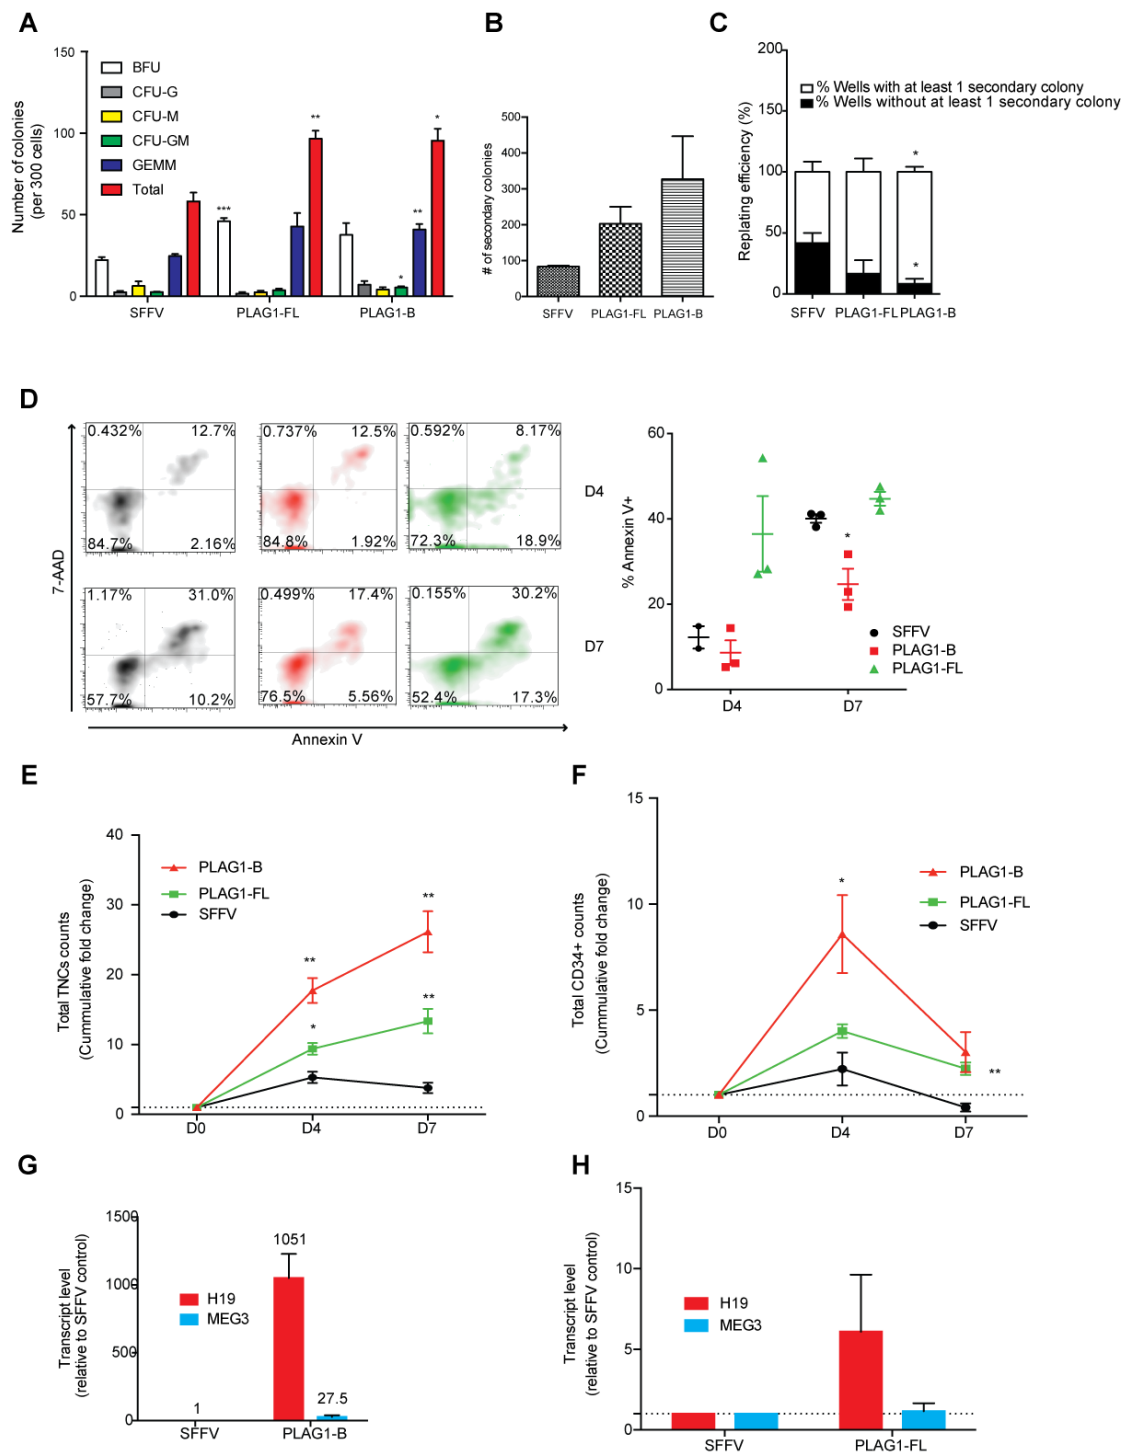 A
Number of colonies
(per 300 cells)
150
100
50
0
BFU
CFU-G
CFU-M
CFU-GM
GEMM
Total
***
**
**
*
*
SFFV
PLAG1-FL
PLAG1-B
B
# of secondary colonies
500
400
300
200
100
0
SFFV
PLAG1-FL
PLAG1-B
C
Replating efficiency (%)
200
150
100
50
0
% Wells with at least 1 secondary colony
% Wells without at least 1 secondary colony
*
*
SFFV
PLAG1-FL
PLAG1-B
D
7-AAD
0.432%
12.7%
84.7%
2.16%
0.737%
12.5%
84.8%
1.92%
0.592%
8.17%
72.3%
18.9%
D4
1.17%
31.0%
57.7%
10.2%
0.499%
17.4%
76.5%
5.56%
0.155%
30.2%
52.4%
17.3%
D7
Annexin V
% Annexin V+
60
40
20
0
*
SFFV
PLAG1-B
PLAG1-FL
D4
D7
E
Total TNCs counts
(Cummulative fold change)
40
30
20
10
0
PLAG1-B
PLAG1-FL
SFFV
**
**
*
**
D0
D4
D7
F
Total CD34+ counts
(Cummulative fold change)
15
10
5
0
*
PLAG1-B
PLAG1-FL
SFFV
**
D0
D4
D7
G
Transcript level
(relative to SFFV control)
1500
1000
500
0
H19
MEG3
1
1051
27.5
SFFV
PLAG1-B
H
Transcript level
(relative to SFFV control)
15
10
5
0
H19
MEG3
SFFV
PLAG1-FL